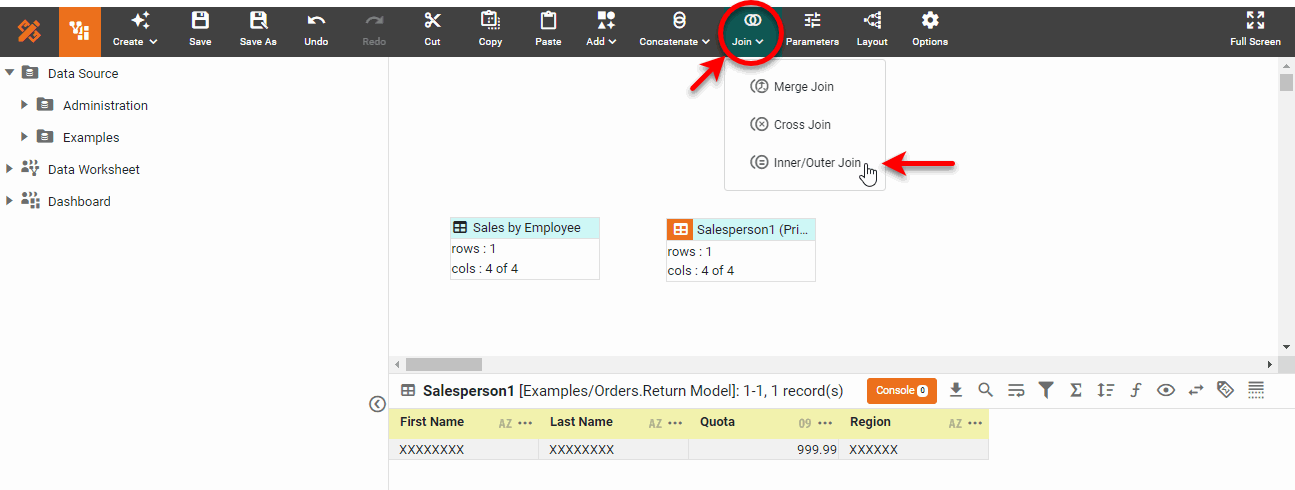 Create Save Save As Undo Redo Cut Copy Paste Add Concatenate Join Parameters Layout Options Full Screen
Data Source
Administration
Examples
Data Worksheet
Dashboard
Merge Join
Cross Join
Inner/Outer Join
Sales by Employee
rows : 1
cols : 4 of 4
Salesperson1 (Pri...
rows : 1
cols : 4 of 4
Salesperson1 [Examples/Orders.Return Model]: 1-1, 1 record(s) Console 0
First Name AZ ··· Last Name AZ ··· Quota 09 ··· Region AZ ···
XXXXXXXX XXXXXXXX 999.99 XXXXXX